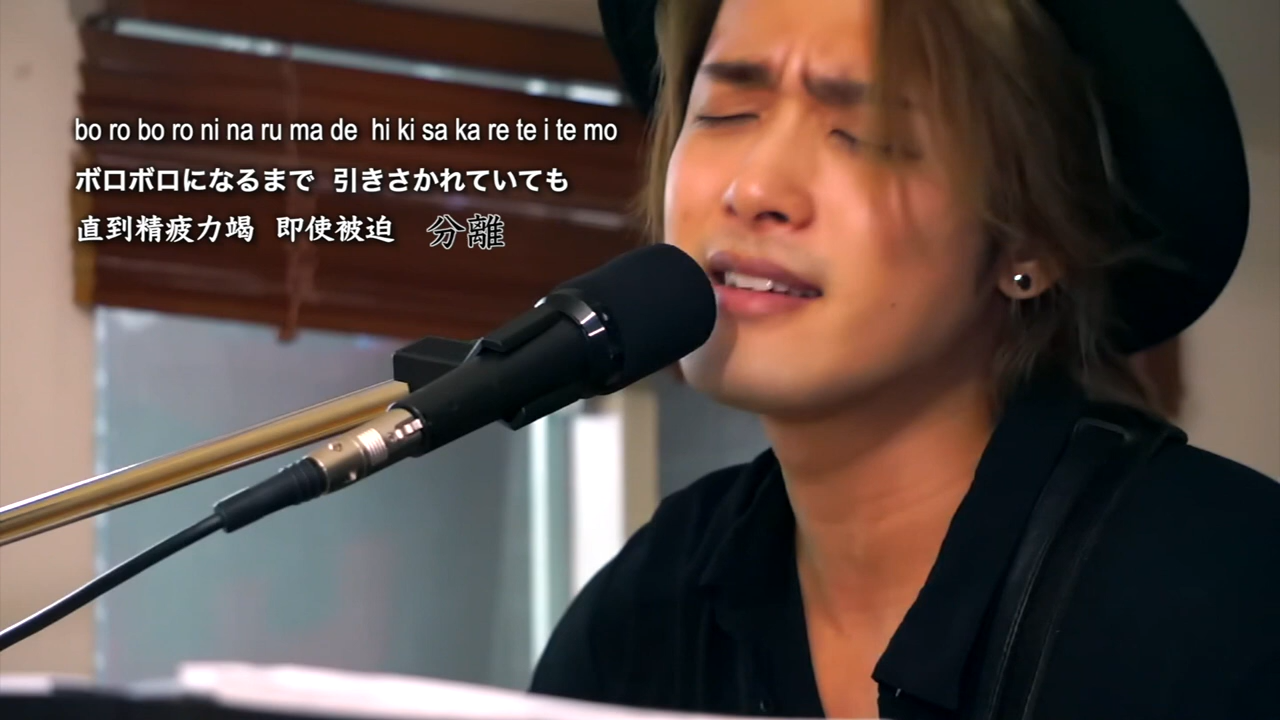 bo ro bo ro ni na ru ma de hi ki sa ka re te i te mo
ボロボロになるまで 引きさかれていても
直到精疲力竭 即使被迫 分離